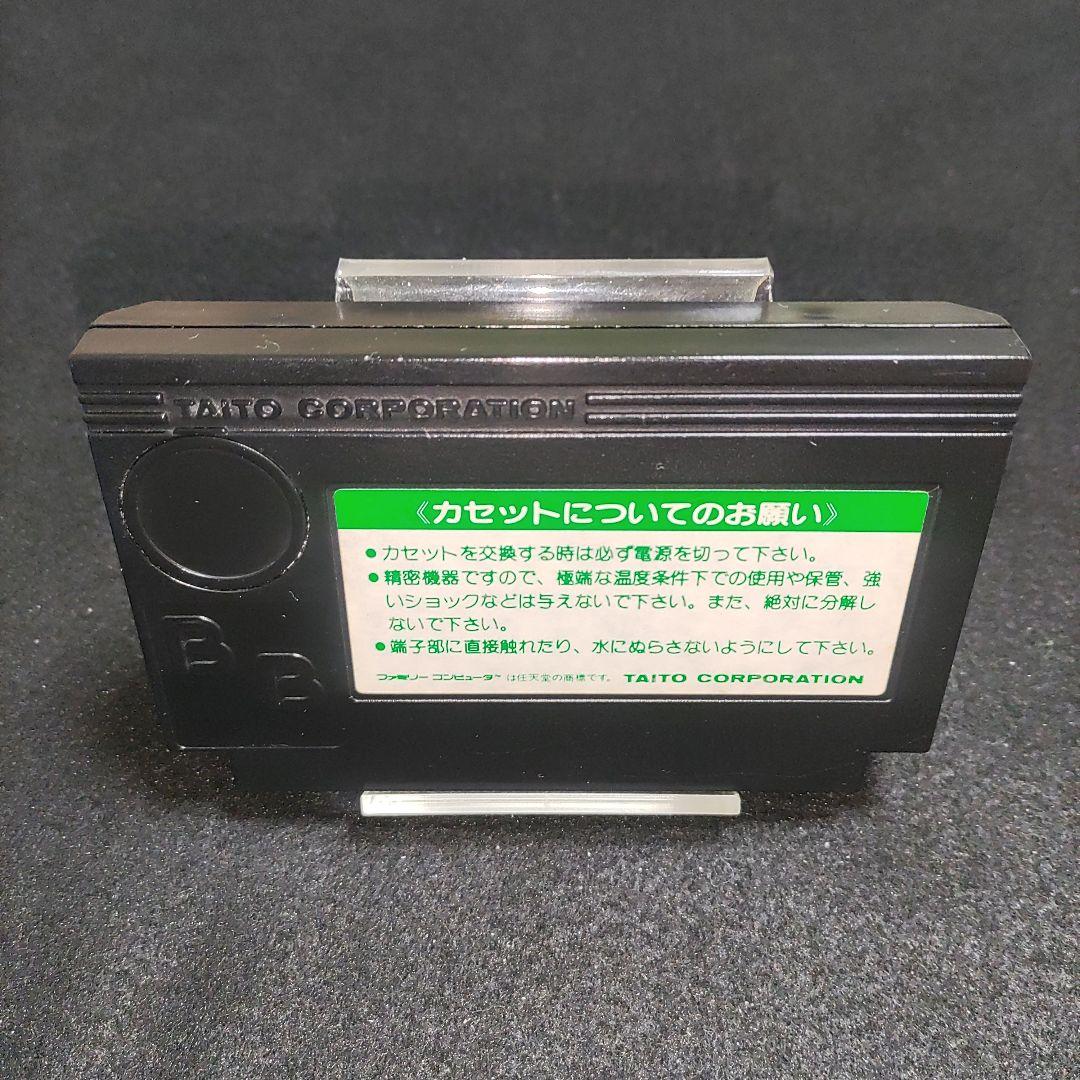 TAITO CORPORATION
《カセットについてのお願い》
●カセットを交換する時は必ず電源を切って下さい。
●精密機器ですので、極端な温度条件下での使用や保管、強
いショックなどは与えないで下さい。また、絶対に分解し
ないで下さい。
●端子部に直接触れたり、水にぬらさないようにして下さい。
ファミリーコンピュータ™は任天堂の商標です。 TAITO CORPORATION
B B